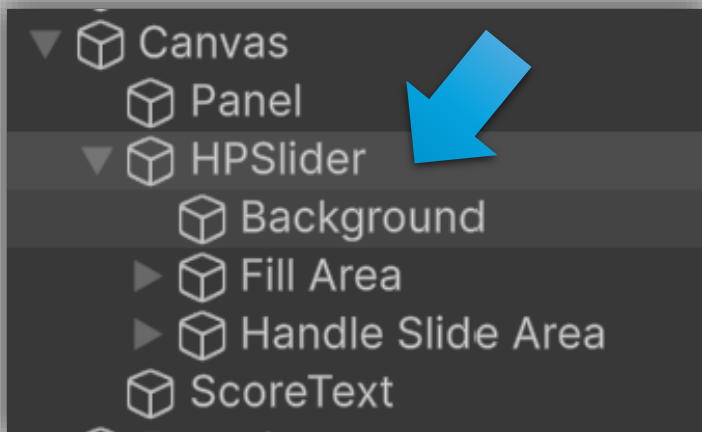 Canvas
Panel
HPSlider
Background
Fill Area
Handle Slide Area
ScoreText